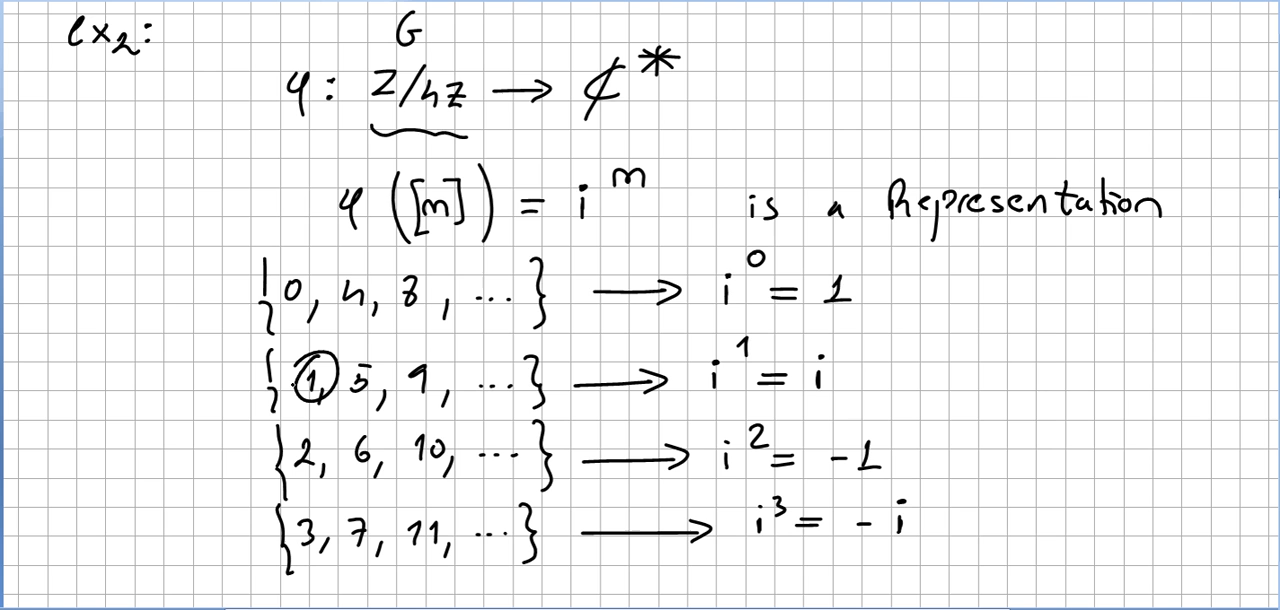 ex₂:
G
φ: Z/4Z → ℂ*
φ([m]) = i^m is a Representation
{0, 4, 8, ...} → i^0 = 1
{1, 5, 9, ...} → i^1 = i
{2, 6, 10, ...} → i^2 = -1
{3, 7, 11, ...} → i^3 = -i